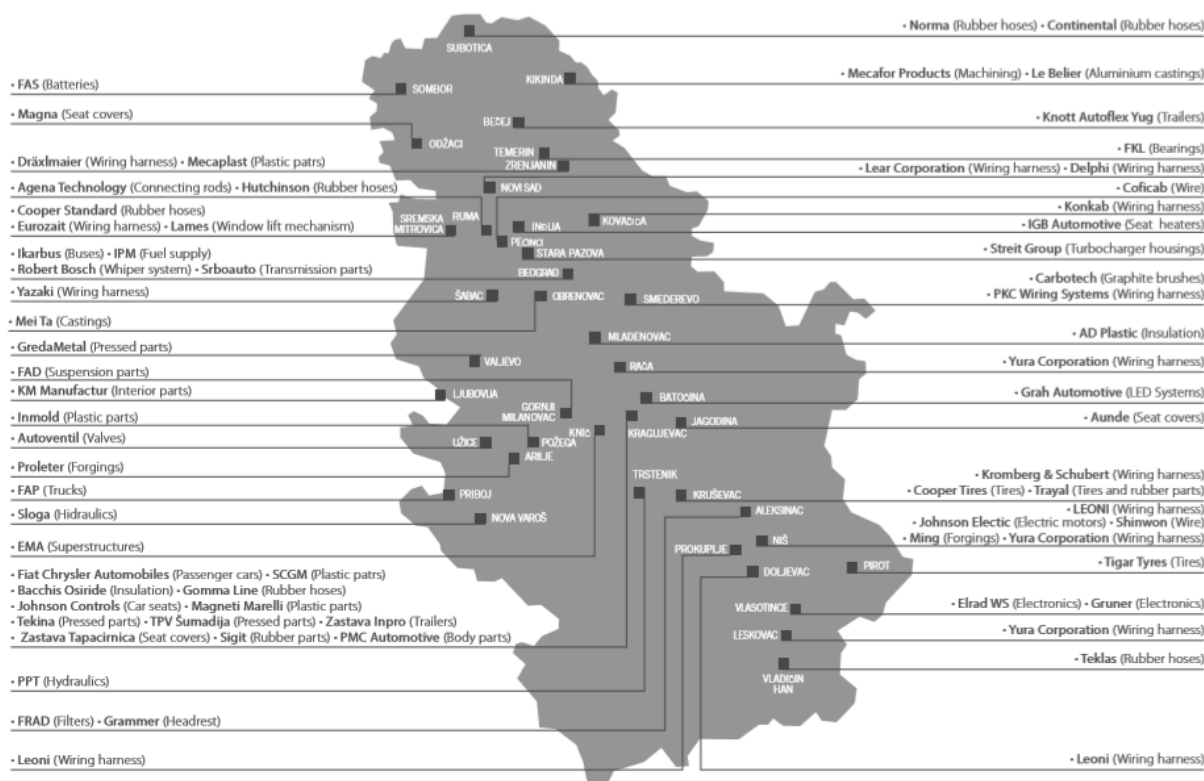 • Norma (Rubber hoses) • Continental (Rubber hoses)
SUBOTICA
• Mecafor Products (Machining) • Le Belier (Aluminium castings)
KIKINDA
• FAS (Batteries)
SOMBOR
• Magna (Seat covers)
• Knott Autoflex Yug (Trailers)
BEČEJ
ODŽACI
• FKL (Bearings)
TEMERIN
ZRENJANIN
• Dräxlmaier (Wiring harness) • Mecaplast (Plastic patrs)
• Lear Corporation (Wiring harness) • Delphi (Wiring harness)
• Agena Technology (Connecting rods) • Hutchinson (Rubber hoses)
NOVI SAD
• Coficab (Wire)
• Cooper Standard (Rubber hoses)
• Konkab (Wiring harness)
• Eurozait (Wiring harness) • Lames (Window lift mechanism)
SREMSKA
MITROVICA
RUMA
INĐIJA
KOVAČICA
• IGB Automotive (Seat heaters)
PEĆINCI
STARA PAZOVA
• Streit Group (Turbocharger housings)
• Ikarbus (Buses) • IPM (Fuel supply)
• Robert Bosch (Whiper system) • Srboauto (Transmission parts)
BEOGRAD
• Carbotech (Graphite brushes)
• PKC Wiring Systems (Wiring harness)
• Yazaki (Wiring harness)
ŠABAC
OBRENOVAC
SMEDEREVO
• Mei Ta (Castings)
• AD Plastic (Insulation)
MLADENOVAC
• GredaMetal (Pressed parts)
VALJEVO
RAČA
• Yura Corporation (Wiring harness)
• FAD (Suspension parts)
• KM Manufactur (Interior parts)
LJUBOVIJA
BATOČINA
• Grah Automotive (LED Systems)
GORNJI
MILANOVAC
• Inmold (Plastic parts)
KNIĆ
KRAGUJEVAC
JAGODINA
• Aunde (Seat covers)
• Autoventil (Valves)
UŽICE
POŽEGA
ARILJE
• Proleter (Forgings)
TRSTENIK
• Kromberg & Schubert (Wiring harness)
• FAP (Trucks)
PRIBOJ
KRUŠEVAC
• Cooper Tires (Tires) • Trayal (Tires and rubber parts)
• Sloga (Hidraulics)
NOVA VAROŠ
ALEKSINAC
• LEONI (Wiring harness)
• Johnson Electic (Electric motors) • Shinwon (Wire)
• Ming (Forgings) • Yura Corporation (Wiring harness)
NIŠ
PROKUPLJE
• EMA (Superstructures)
• Tigar Tyres (Tires)
PIROT
DOLJEVAC
• Fiat Chrysler Automobiles (Passenger cars) • SCGM (Plastic patrs)
• Bacchis Osiride (Insulation) • Gomma Line (Rubber hoses)
• Johnson Controls (Car seats) • Magneti Marelli (Plastic parts)
• Tekina (Pressed parts) • TPV Šumadija (Pressed parts) • Zastava Inpro (Trailers)
• Zastava Tapacirnica (Seat covers) • Sigit (Rubber parts) • PMC Automotive (Body parts)
VLASOTINCE
• Elrad WS (Electronics) • Gruner (Electronics)
LESKOVAC
• Yura Corporation (Wiring harness)
• Teklas (Rubber hoses)
VLADIČIN
HAN
• PPT (Hydraulics)
• FRAD (Filters) • Grammer (Headrest)
• Leoni (Wiring harness)
• Leoni (Wiring harness)